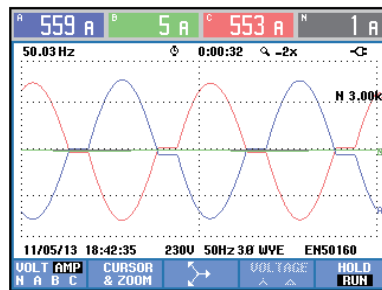 A 559 A B 5 A C 553 A N 1 A
50.03 Hz 0:00:32 -2x
N 3.00k
11/05/13 18:42:35 230V 50Hz 3Ø WYE EN50160
VOLT AMP CURSOR VOLTAGE HOLD
N A B C & ZOOM RUN